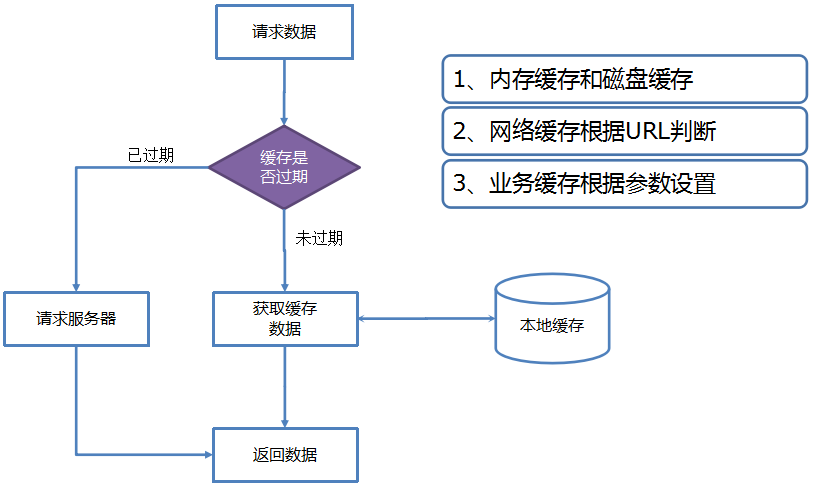 请求数据
1、内存缓存和磁盘缓存
2、网络缓存根据URL判断
3、业务缓存根据参数设置
已过期
缓存是
否过期
未过期
请求服务器
获取缓存
数据
本地缓存
返回数据